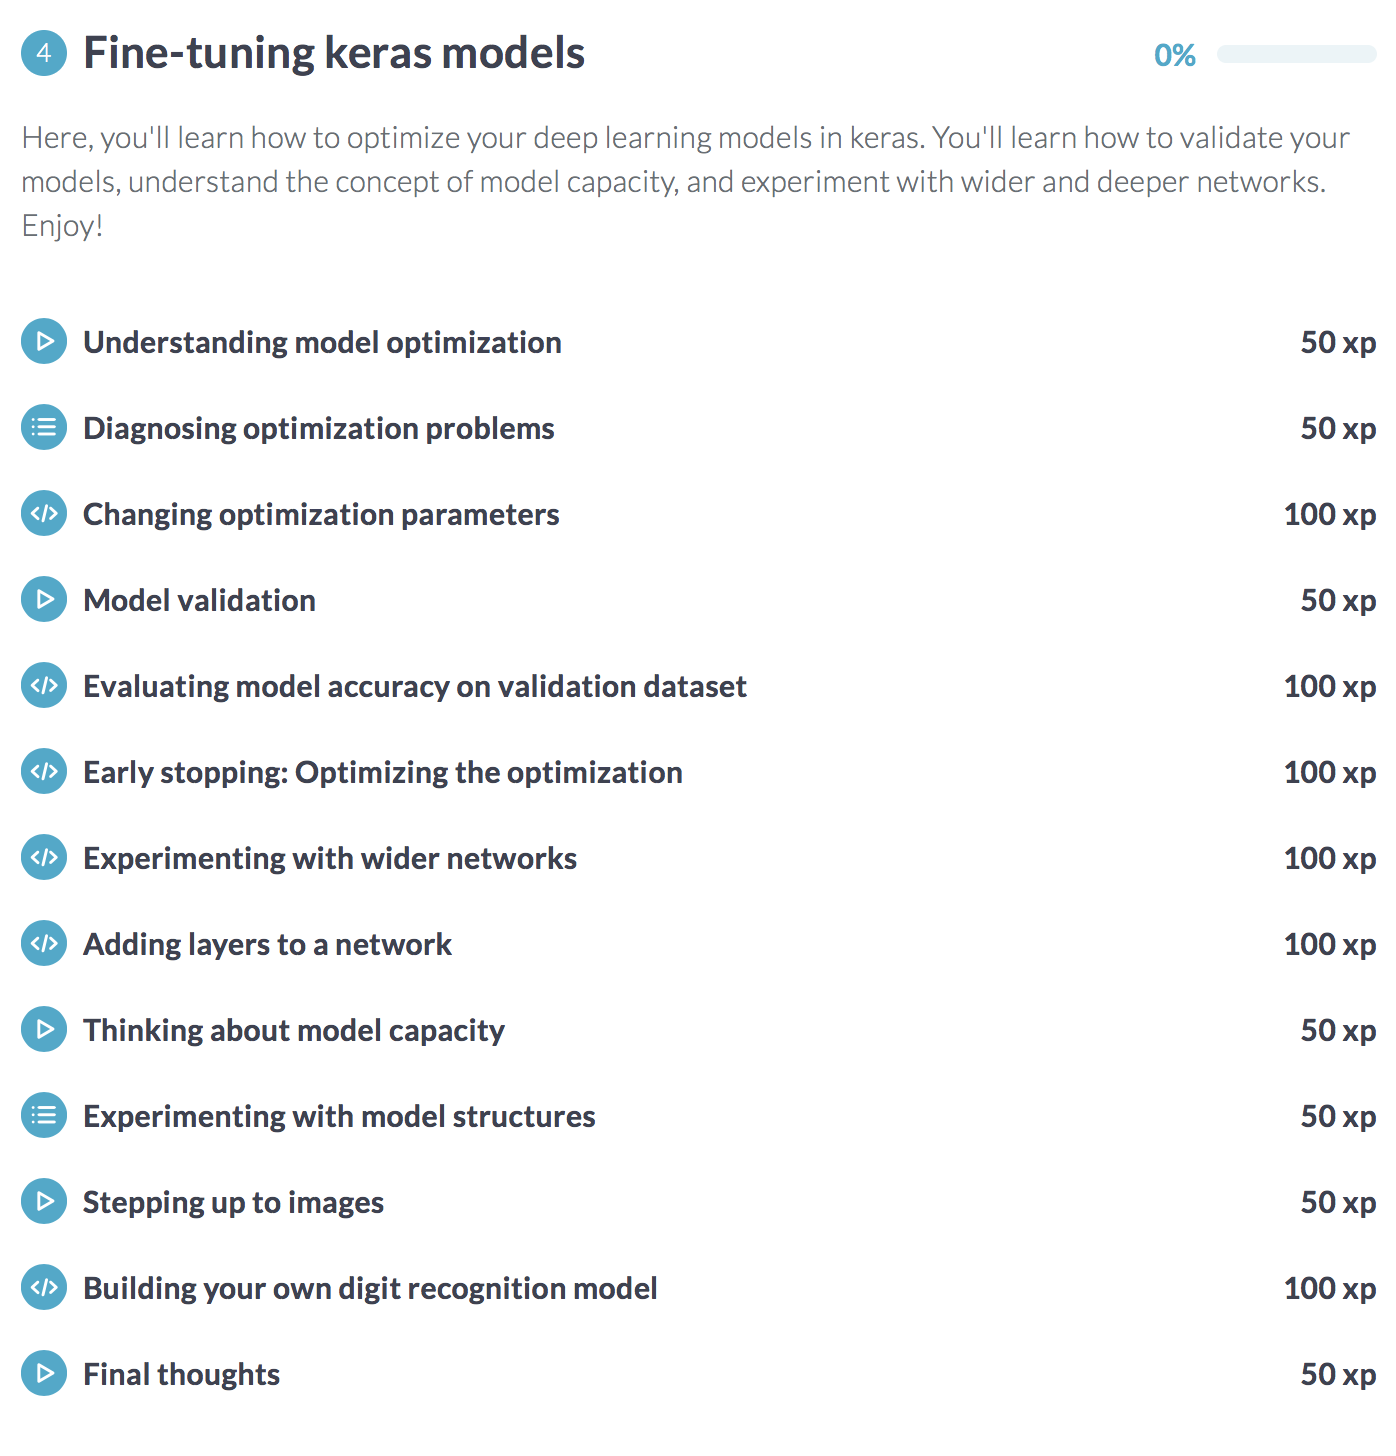 4 Fine-tuning keras models 0%
Here, you'll learn how to optimize your deep learning models in keras. You'll learn how to validate your
models, understand the concept of model capacity, and experiment with wider and deeper networks.
Enjoy!
Understanding model optimization 50 xp
Diagnosing optimization problems 50 xp
Changing optimization parameters 100 xp
Model validation 50 xp
Evaluating model accuracy on validation dataset 100 xp
Early stopping: Optimizing the optimization 100 xp
Experimenting with wider networks 100 xp
Adding layers to a network 100 xp
Thinking about model capacity 50 xp
Experimenting with model structures 50 xp
Stepping up to images 50 xp
Building your own digit recognition model 100 xp
Final thoughts 50 xp